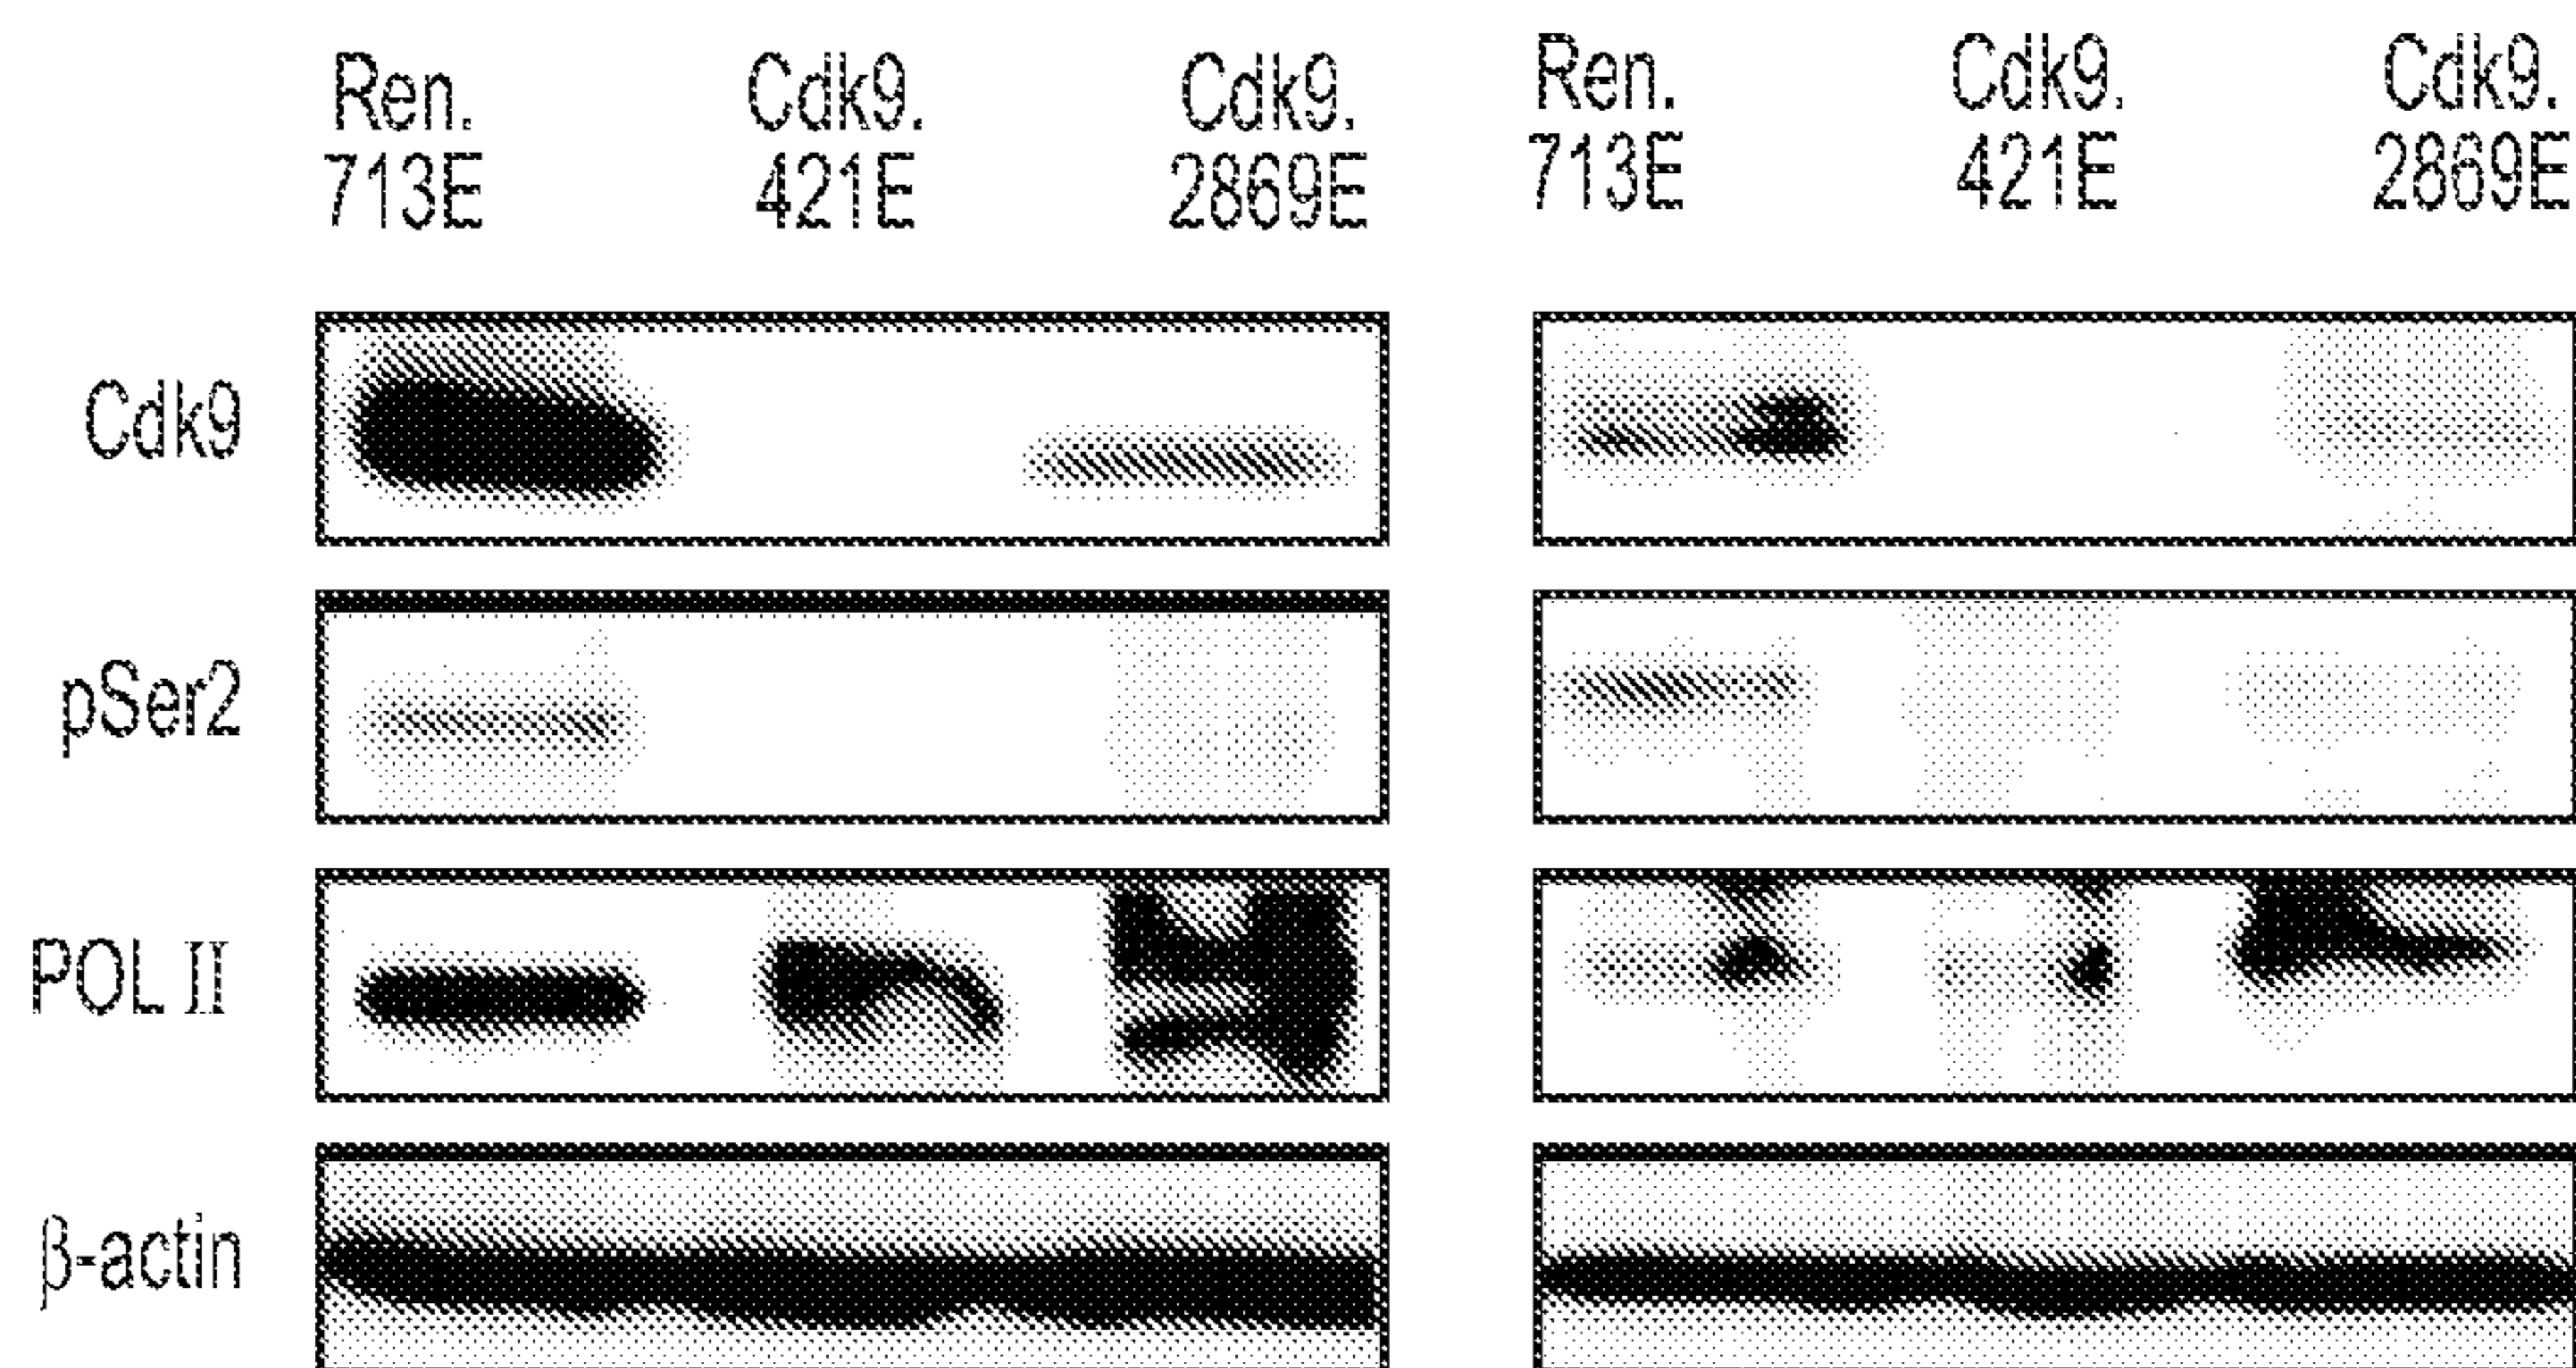 Ren. Cdk9. Cdk9. Ren. Cdk9. Cdk9.
713E 421E 2869E 713E 421E 2869E
Cdk9
pSer2
POL II
β-actin